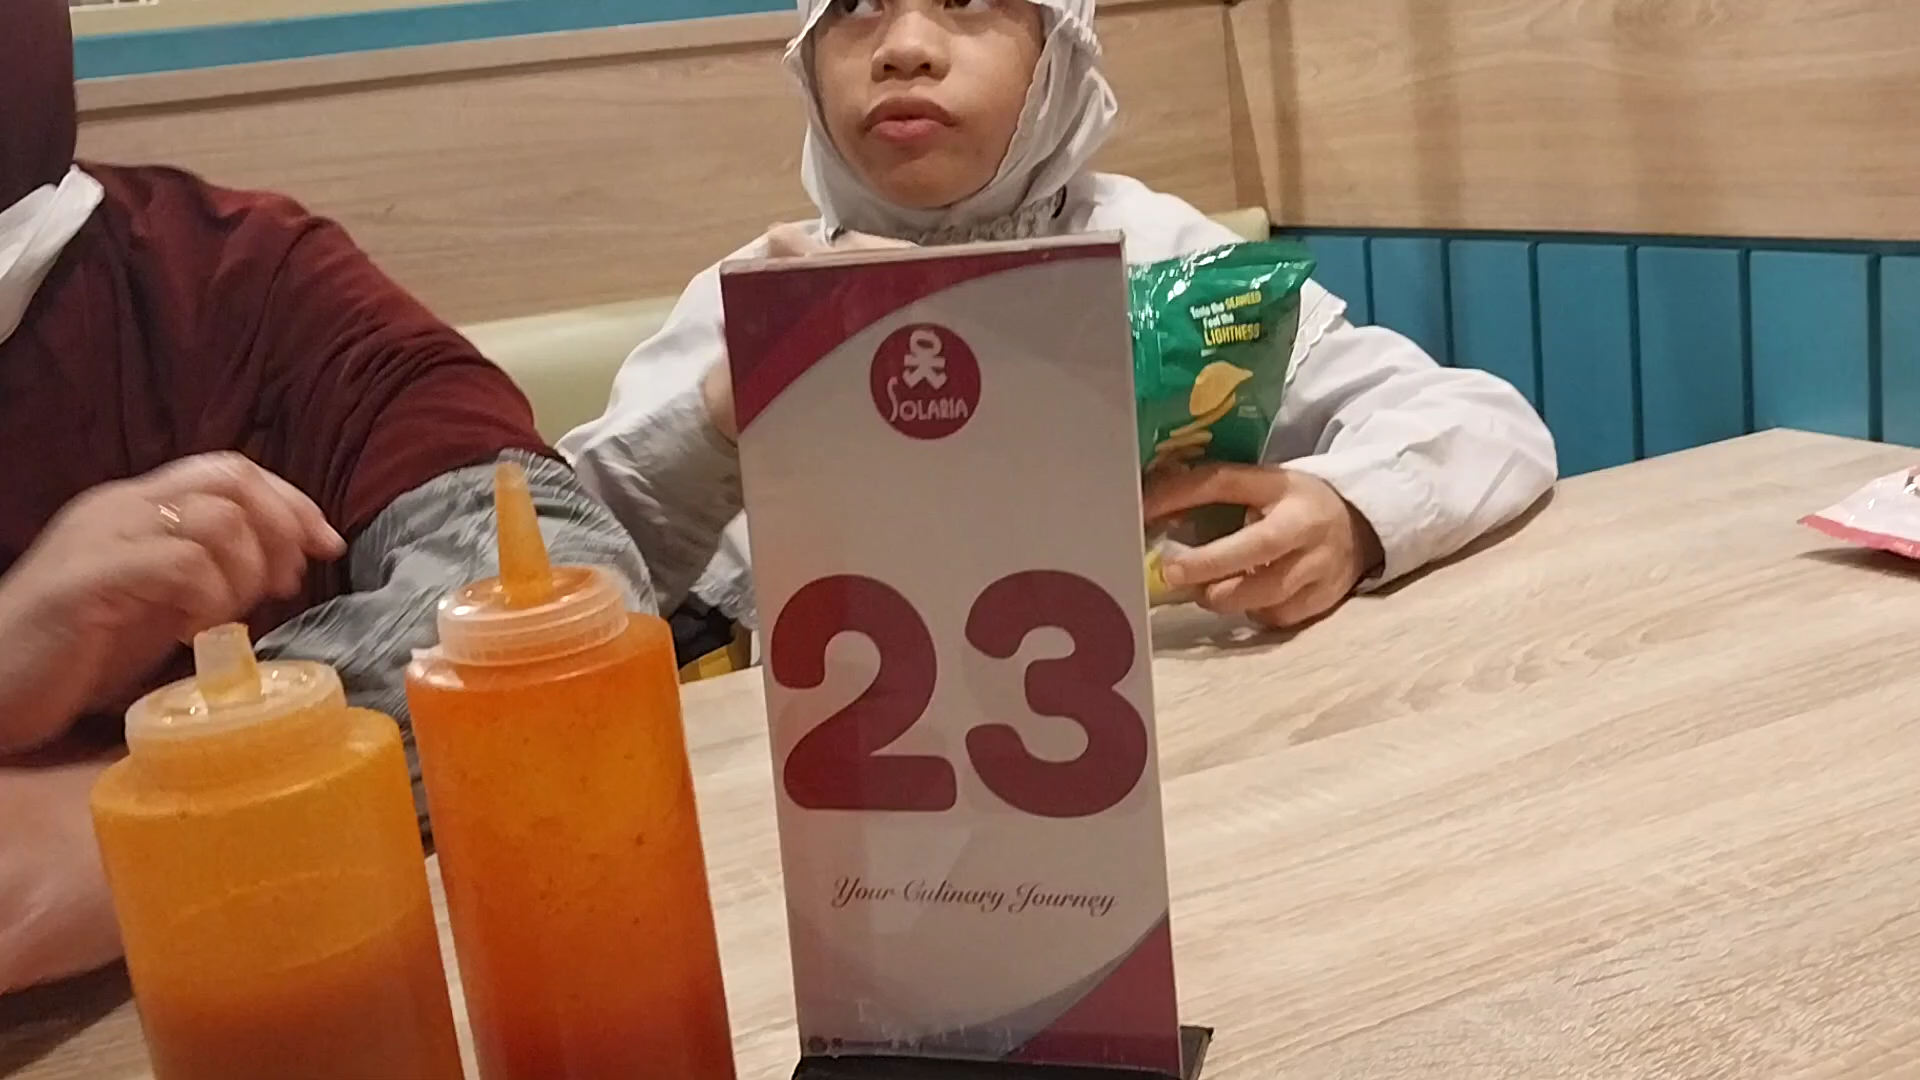 SOLARIA
Taste the SEAWEED
Feel the
LIGHTNESS
23
Your Culinary Journey